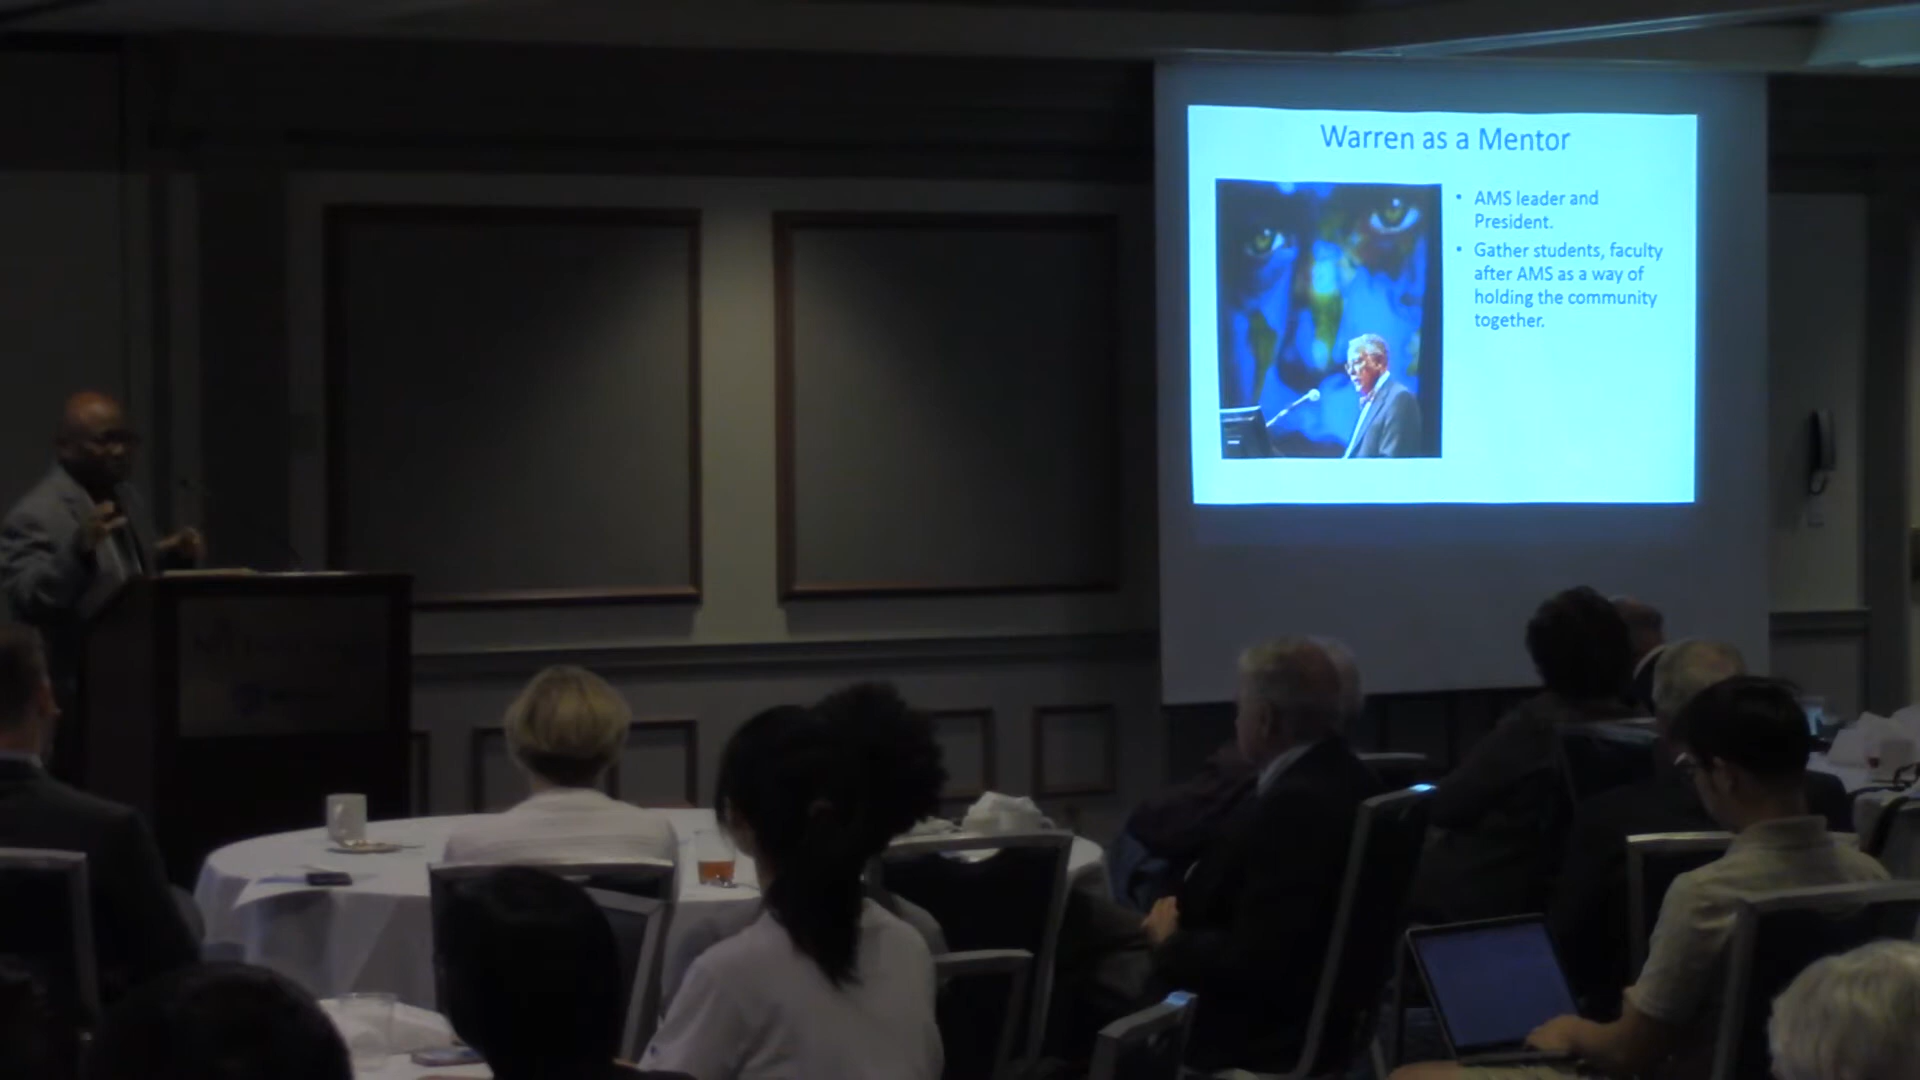 Warren as a Mentor
• AMS leader and
President.
• Gather students, faculty
after AMS as a way of
holding the community
together.